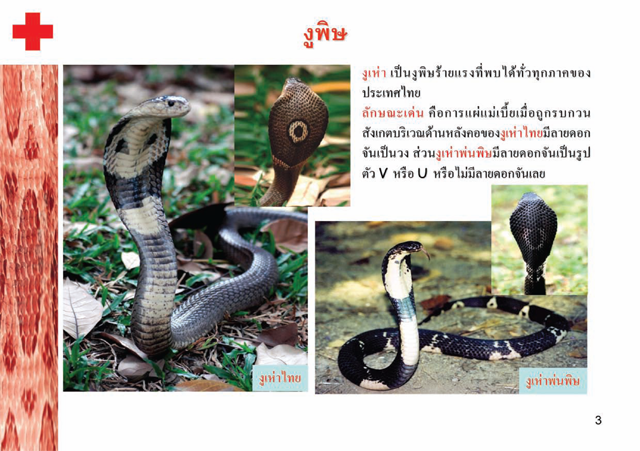 งูพิษ
งูเห่า เป็นงูพิษร้ายแรงที่พบได้ทั่วทุกภาคของ
ประเทศไทย
ลักษณะเด่น คือการแผ่แม่เบี้ยเมื่อถูกรบกวน
สังเกตบริเวณด้านหลังคอของงูเห่าไทยมีลายดอก
จันเป็นวง ส่วนงูเห่าพ่นพิษมีลายดอกจันเป็นรูป
ตัว V หรือ U หรือไม่มีลายดอกจันเลย
งูเห่าไทย
งูเห่าพ่นพิษ
3